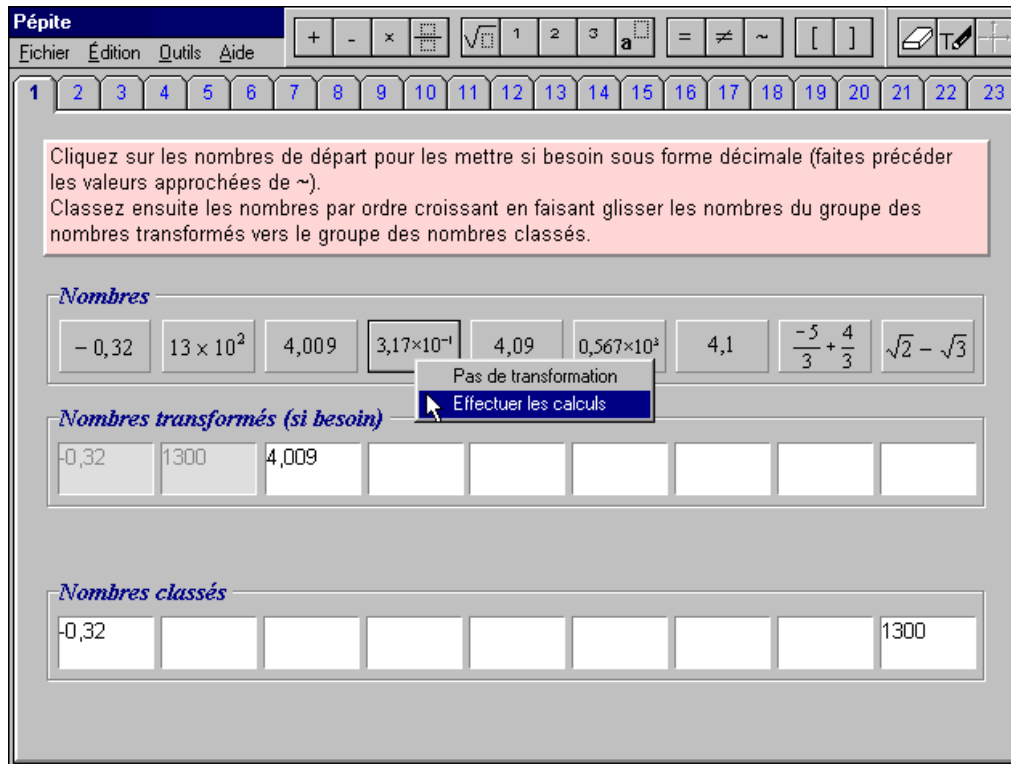 Pépite
Fichier Édition Outils Aide
+ - × √ 1 2 3 a = ≠ ~ [ ] T
1 2 3 4 5 6 7 8 9 10 11 12 13 14 15 16 17 18 19 20 21 22 23
Cliquez sur les nombres de départ pour les mettre si besoin sous forme décimale (faites précéder
les valeurs approchées de ~).
Classez ensuite les nombres par ordre croissant en faisant glisser les nombres du groupe des
nombres transformés vers le groupe des nombres classés.
Nombres
− 0,32 13 × 10² 4,009 3,17×10⁻¹ 4,09 0,567×10³ 4,1 −5/3 + 4/3 √2 − √3
Pas de transformation
Effectuer les calculs
Nombres transformés (si besoin)
-0,32 1300 4,009
Nombres classés
-0,32 1300